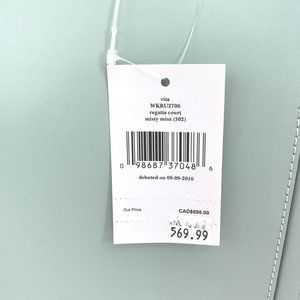 vita
WKRU2706
regatta court
misty mint (302)
0 98687 37048 6
debuted on 09-09-2016
Our Price
CAD$698.00
569.99